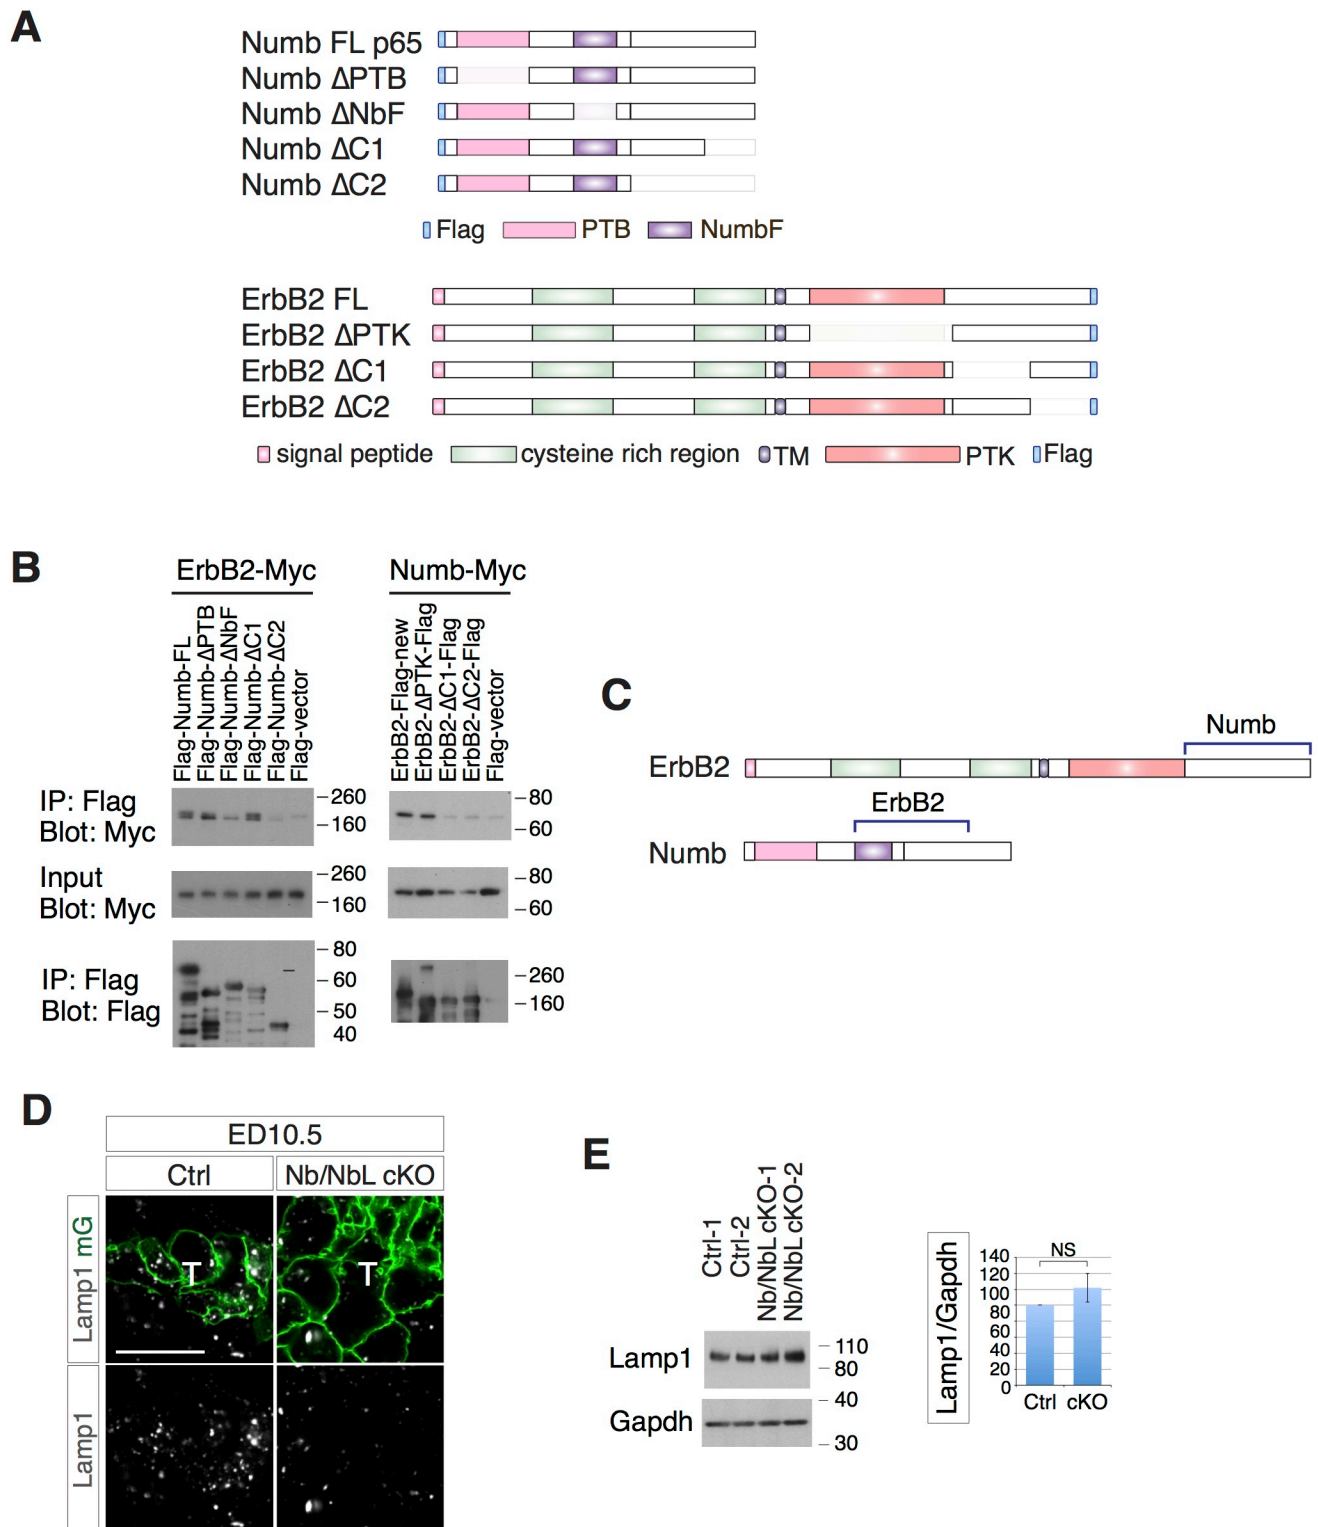 A
Numb FL p65
Numb ΔPTB
Numb ΔNbF
Numb ΔC1
Numb ΔC2
Flag PTB NumbF
ErbB2 FL
ErbB2 ΔPTK
ErbB2 ΔC1
ErbB2 ΔC2
signal peptide cysteine rich region TM PTK Flag
B
ErbB2-Myc
Flag-Numb-FL
Flag-Numb-ΔPTB
Flag-Numb-ΔNbF
Flag-Numb-ΔC1
Flag-Numb-ΔC2
Flag-vector
Numb-Myc
ErbB2-Flag-new
ErbB2-ΔPTK-Flag
ErbB2-ΔC1-Flag
ErbB2-ΔC2-Flag
Flag-vector
IP: Flag
Blot: Myc
260
160
80
60
Input
Blot: Myc
260
160
80
60
IP: Flag
Blot: Flag
80
60
50
40
260
160
C
Numb
ErbB2
ErbB2
Numb
D
ED10.5
Ctrl Nb/NbL cKO
Lamp1 mG
T T
Lamp1
E
Ctrl-1
Ctrl-2
Nb/NbL cKO-1
Nb/NbL cKO-2
Lamp1
110
80
Gapdh
40
30
Lamp1/Gapdh
NS
140
120
100
80
60
40
20
0
Ctrl cKO